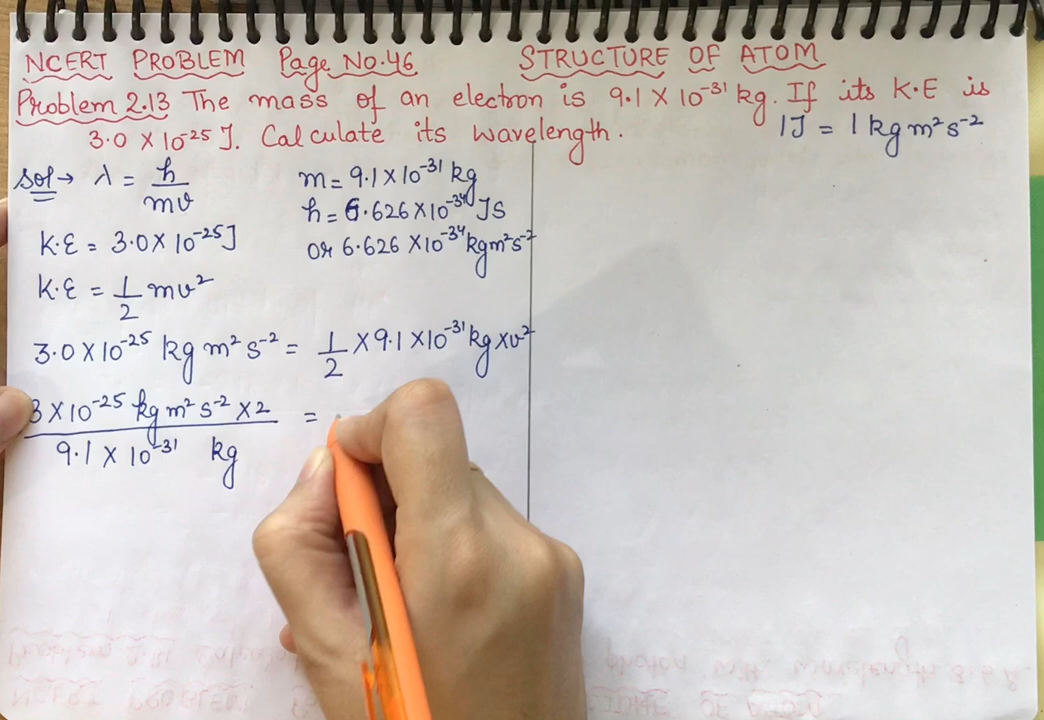 NCERT PROBLEM Page No.46 STRUCTURE OF ATOM
Problem 2.13 The mass of an electron is 9.1 X 10⁻³¹ kg. If its K.E is
3.0 X 10⁻²⁵ J. Calculate its wavelength.
1J = 1 kg m² s⁻²
Sol → λ = h/mv
m = 9.1 X 10⁻³¹ kg
h = 6.626 X 10⁻³⁴ JS
K.E = 3.0 X 10⁻²⁵ J
or 6.626 X 10⁻³⁴ kg m² s⁻²
K.E = 1/2 mv²
3.0 X 10⁻²⁵ kg m² s⁻² = 1/2 X 9.1 X 10⁻³¹ kg x v²
3 X 10⁻²⁵ kg m² s⁻² X 2 =
9.1 X 10⁻³¹ kg